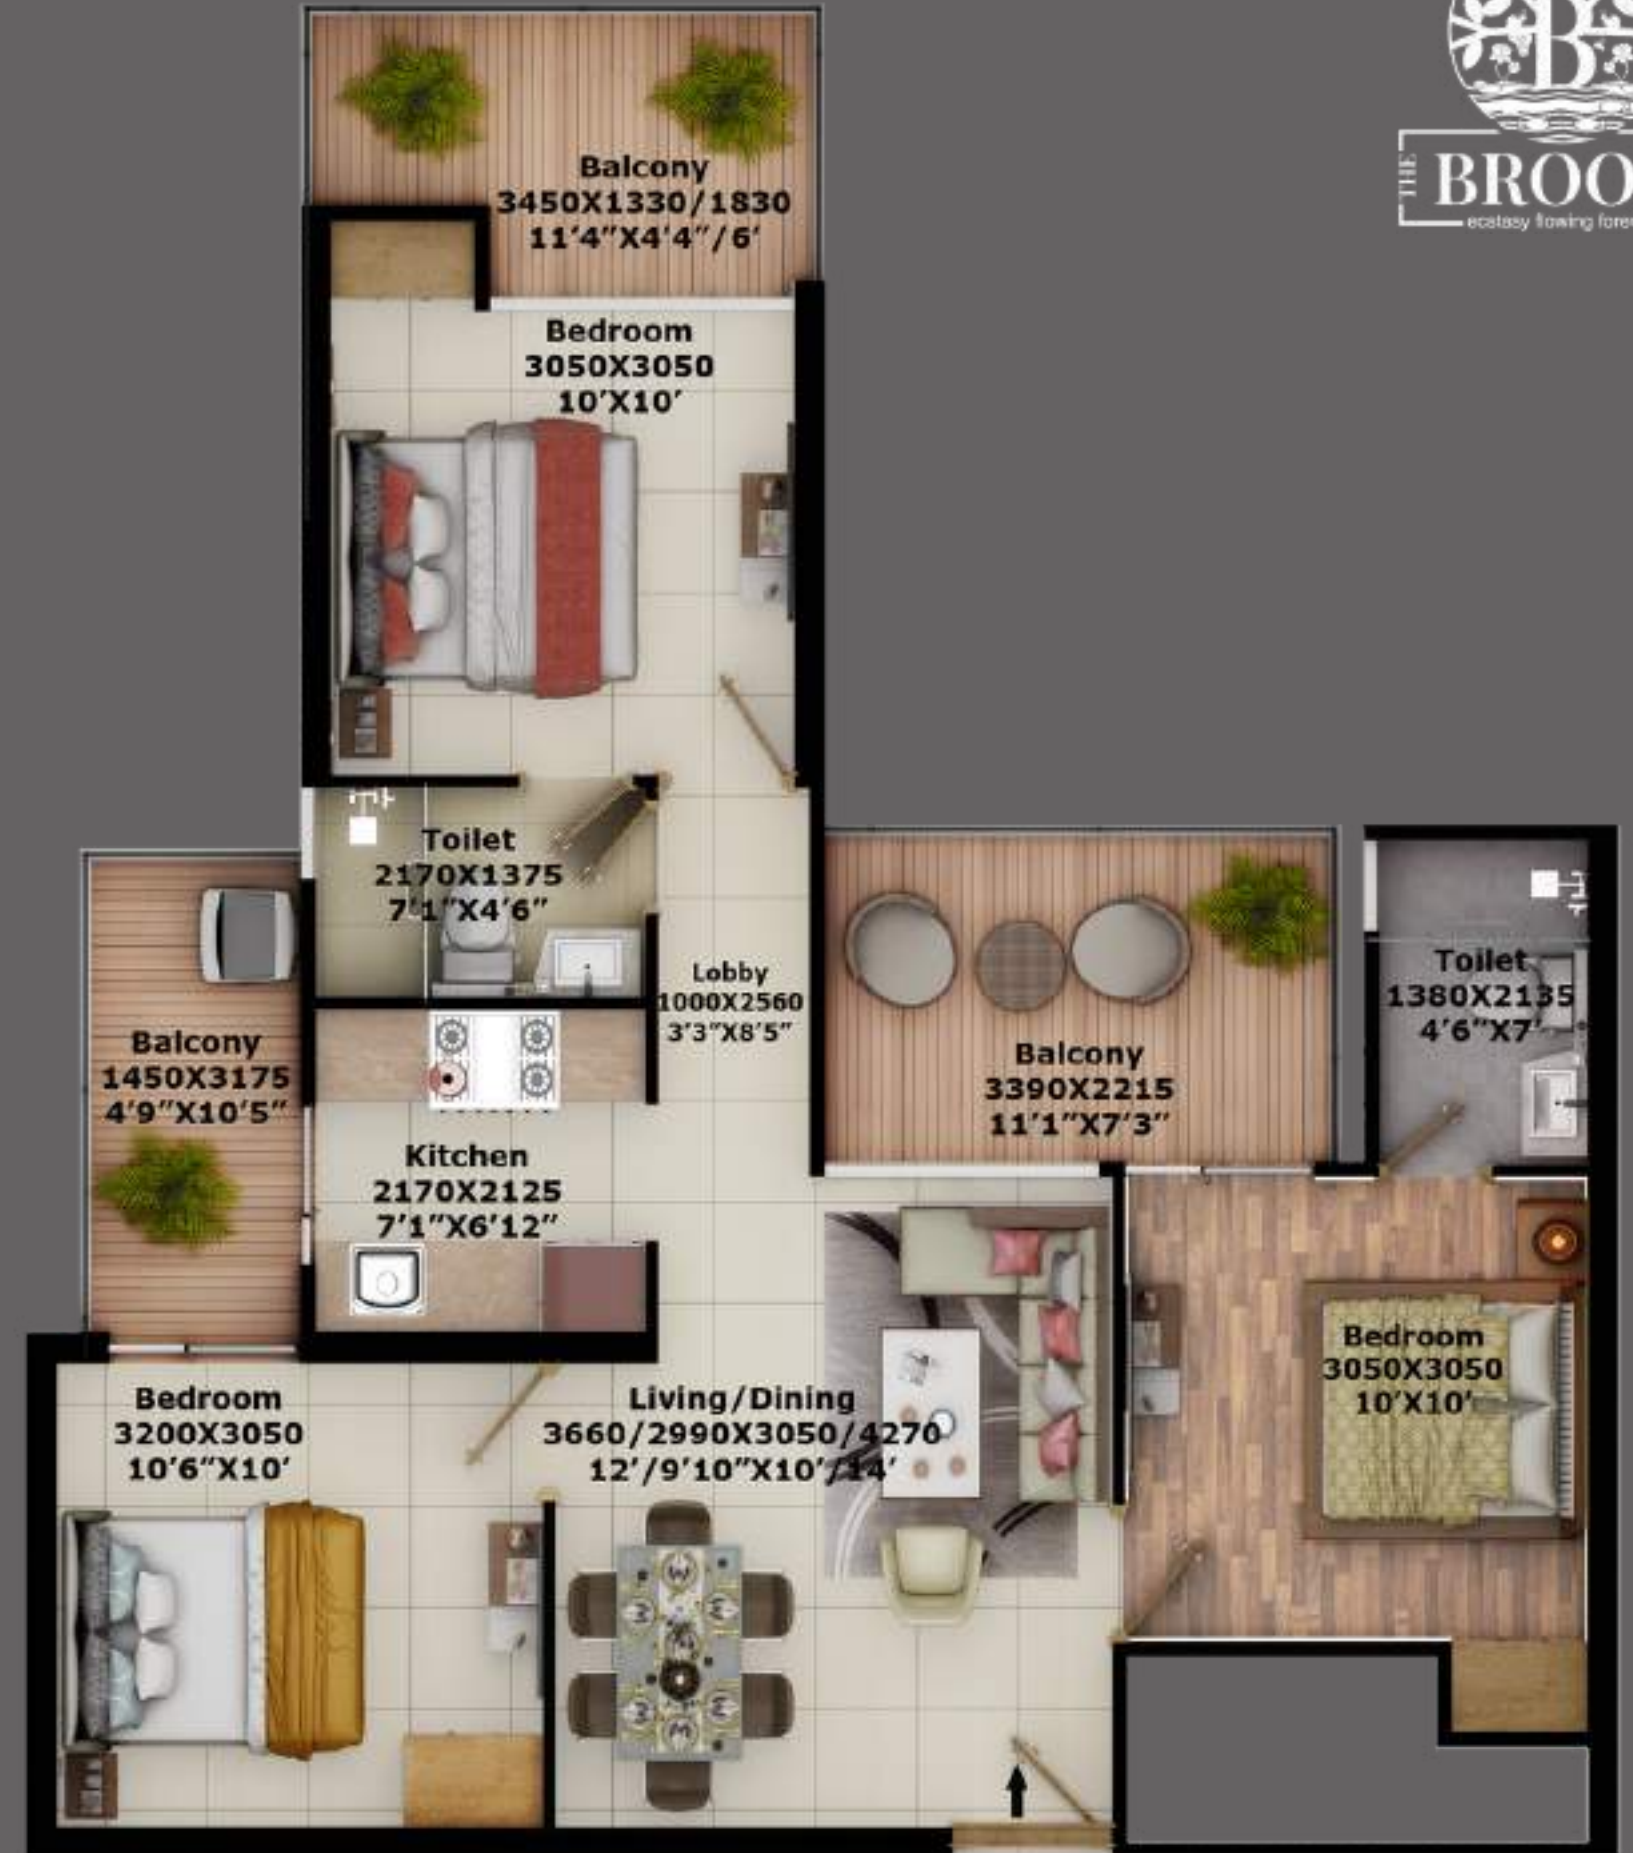 B
THE
BROO
ecstasy flowing fore
Balcony
3450X1330/1830
11'4"X4'4"/6'
Bedroom
3050X3050
10'X10'
Toilet
2170X1375
7'1"X4'6"
Lobby
1000X2560
3'3"X8'5"
Balcony
3390X2215
11'1"X7'3"
Toilet
1380X2135
4'6"X7'
Balcony
1450X3175
4'9"X10'5"
Kitchen
2170X2125
7'1"X6'12"
Bedroom
3200X3050
10'6"X10'
Living/Dining
3660/2990X3050/4270
12'/9'10"X10'/14'
Bedroom
3050X3050
10'X10'